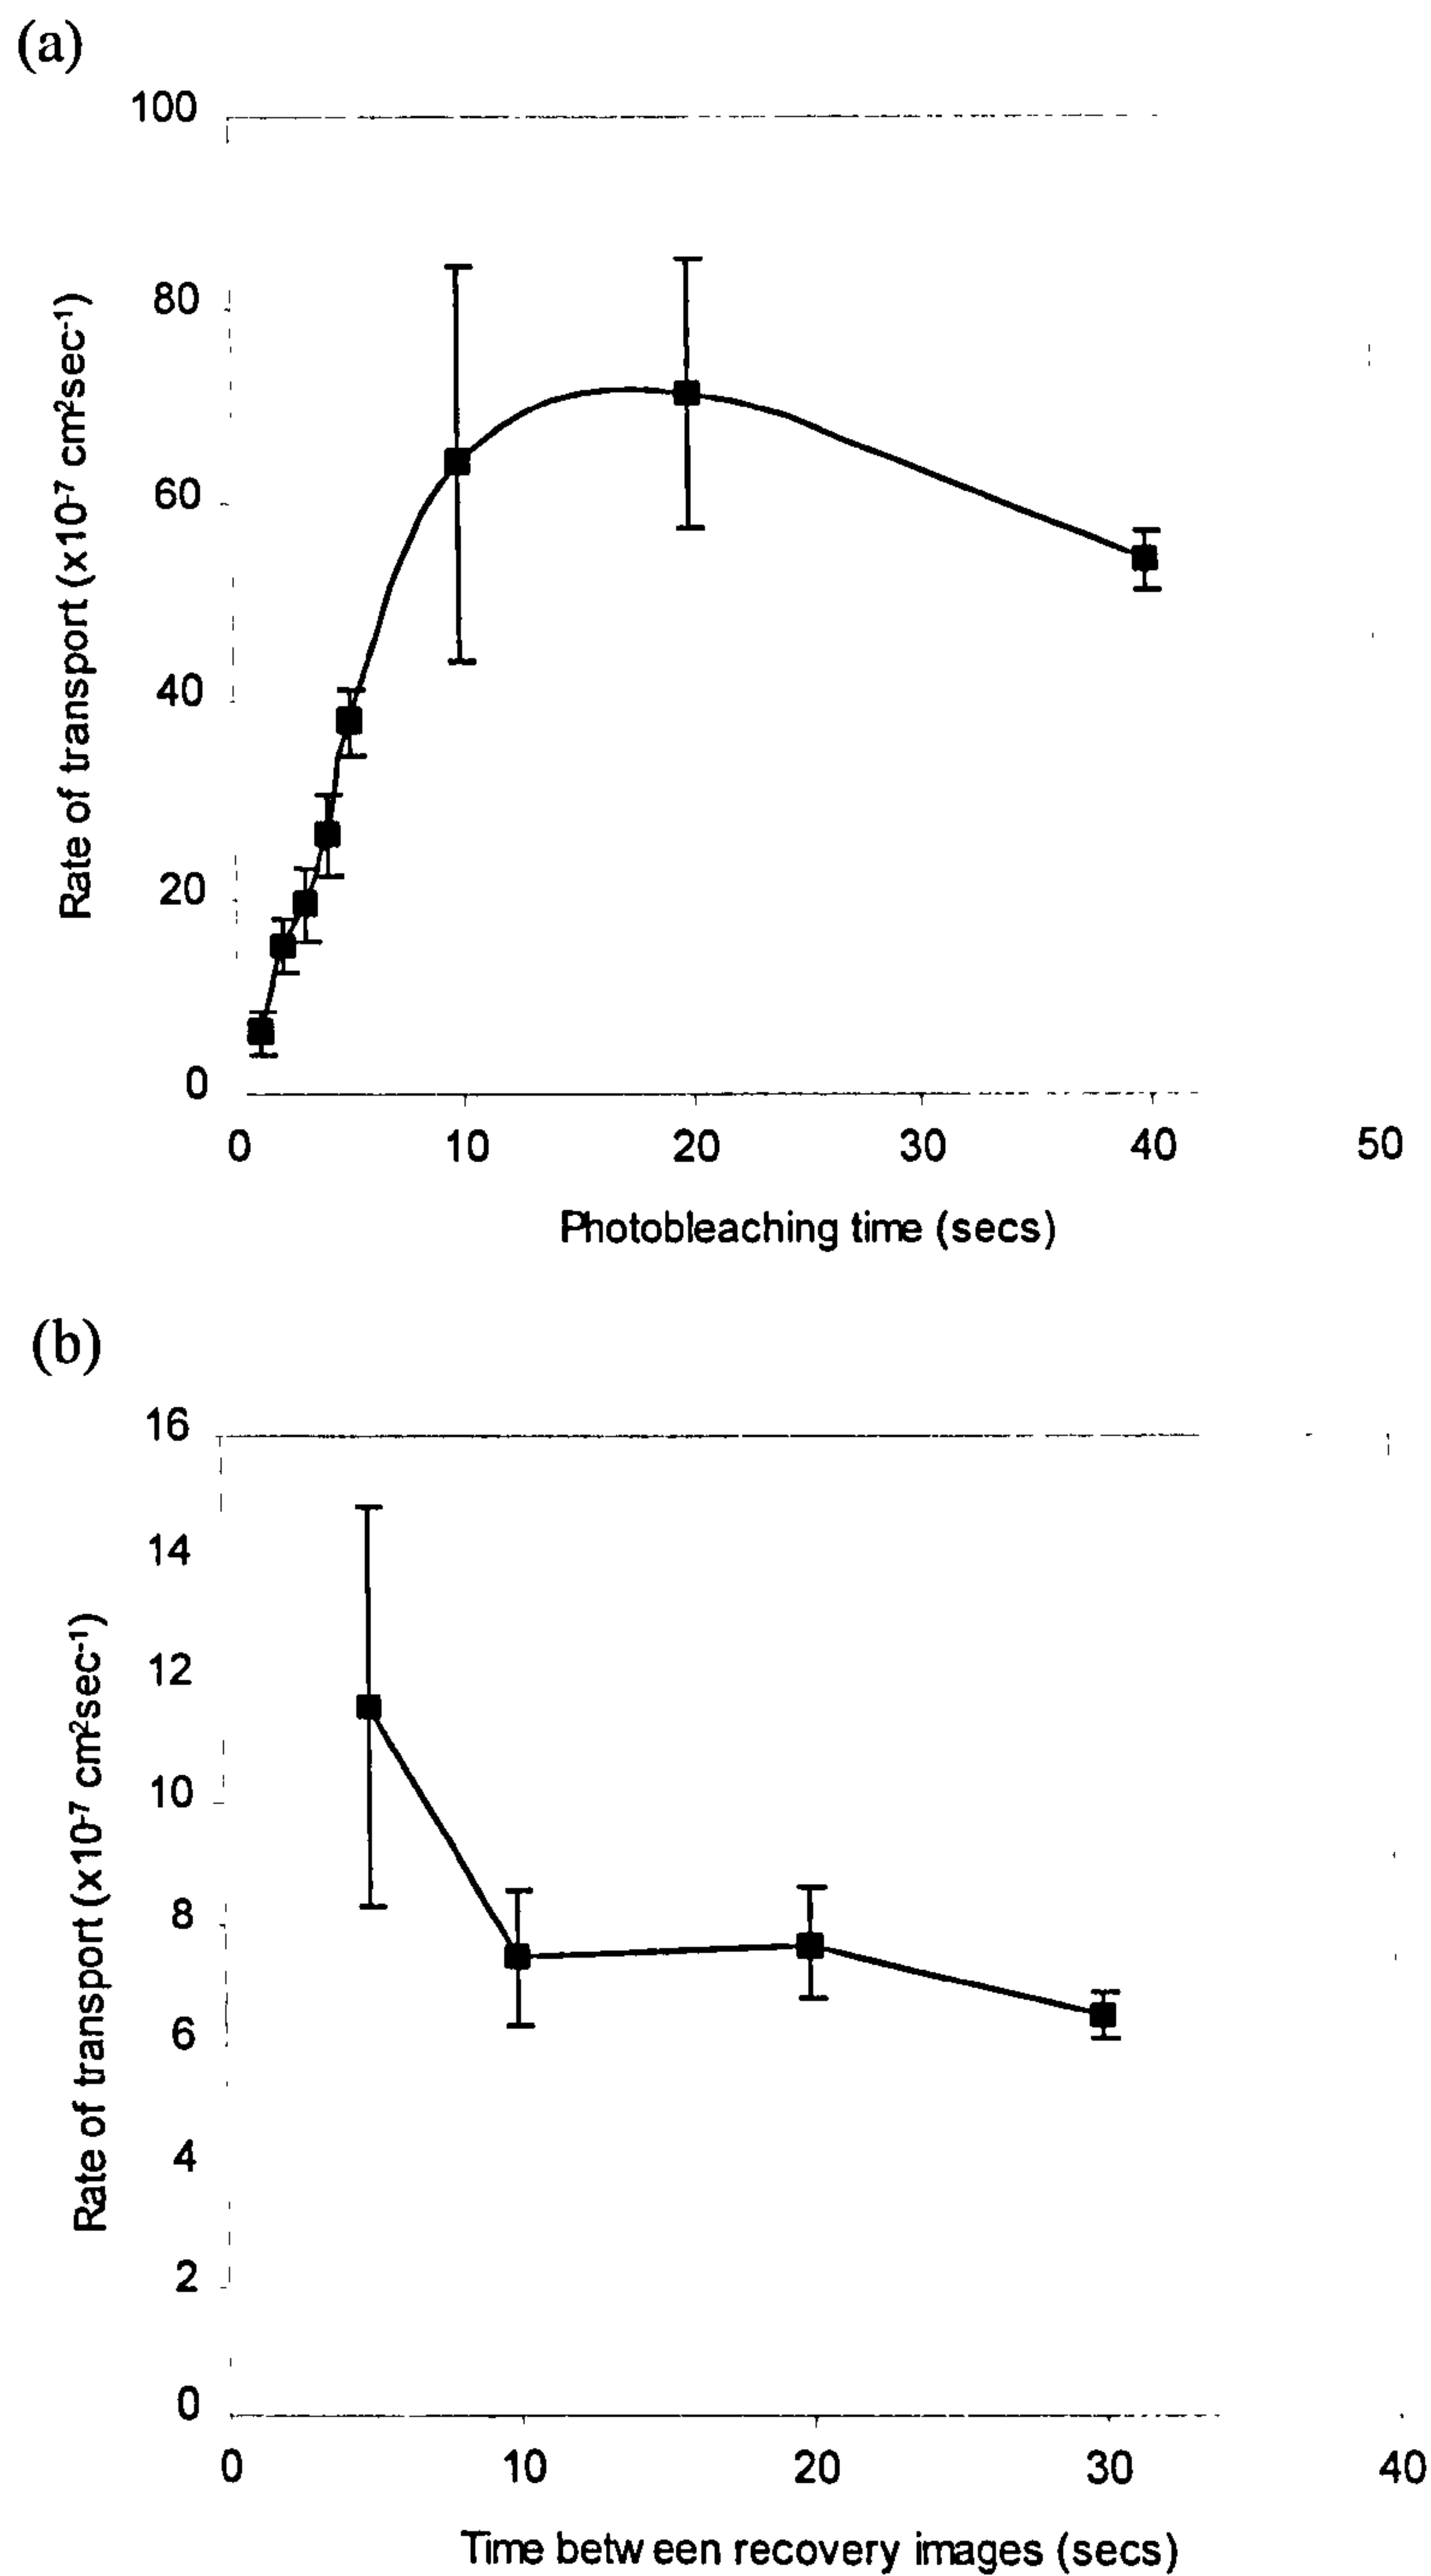 (a)
100
80
60
40
20
0
Rate of transport (x10⁻⁷ cm²sec⁻¹)
0 10 20 30 40 50
Photobleaching time (secs)
(b)
16
14
12
10
8
6
4
2
0
Rate of transport (x10⁻⁷ cm²sec⁻¹)
0 10 20 30 40
Time between recovery images (secs)